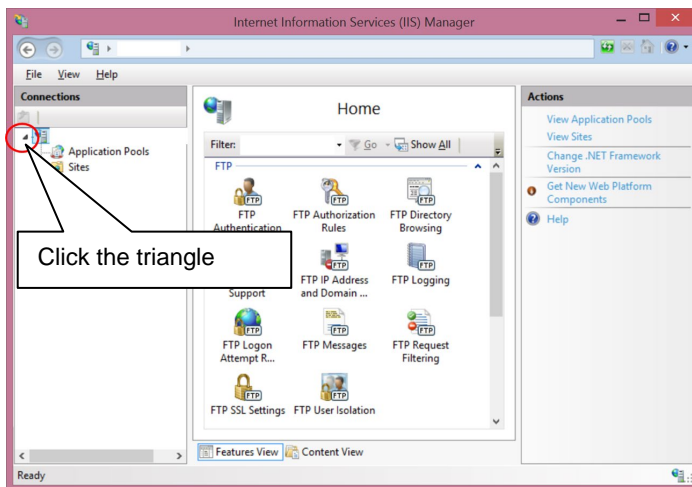 Internet Information Services (IIS) Manager
File View Help
Connections
Application Pools
Sites
Click the triangle
Home
Filter: Go Show All
FTP
FTP
Authentication
FTP Authorization
Rules
FTP Directory
Browsing
Support
FTP IP Address
and Domain ...
FTP Logging
FTP Logon
Attempt R...
FTP Messages
FTP Request
Filtering
FTP SSL Settings
FTP User Isolation
Features View Content View
Actions
View Application Pools
View Sites
Change .NET Framework
Version
Get New Web Platform
Components
Help
Ready